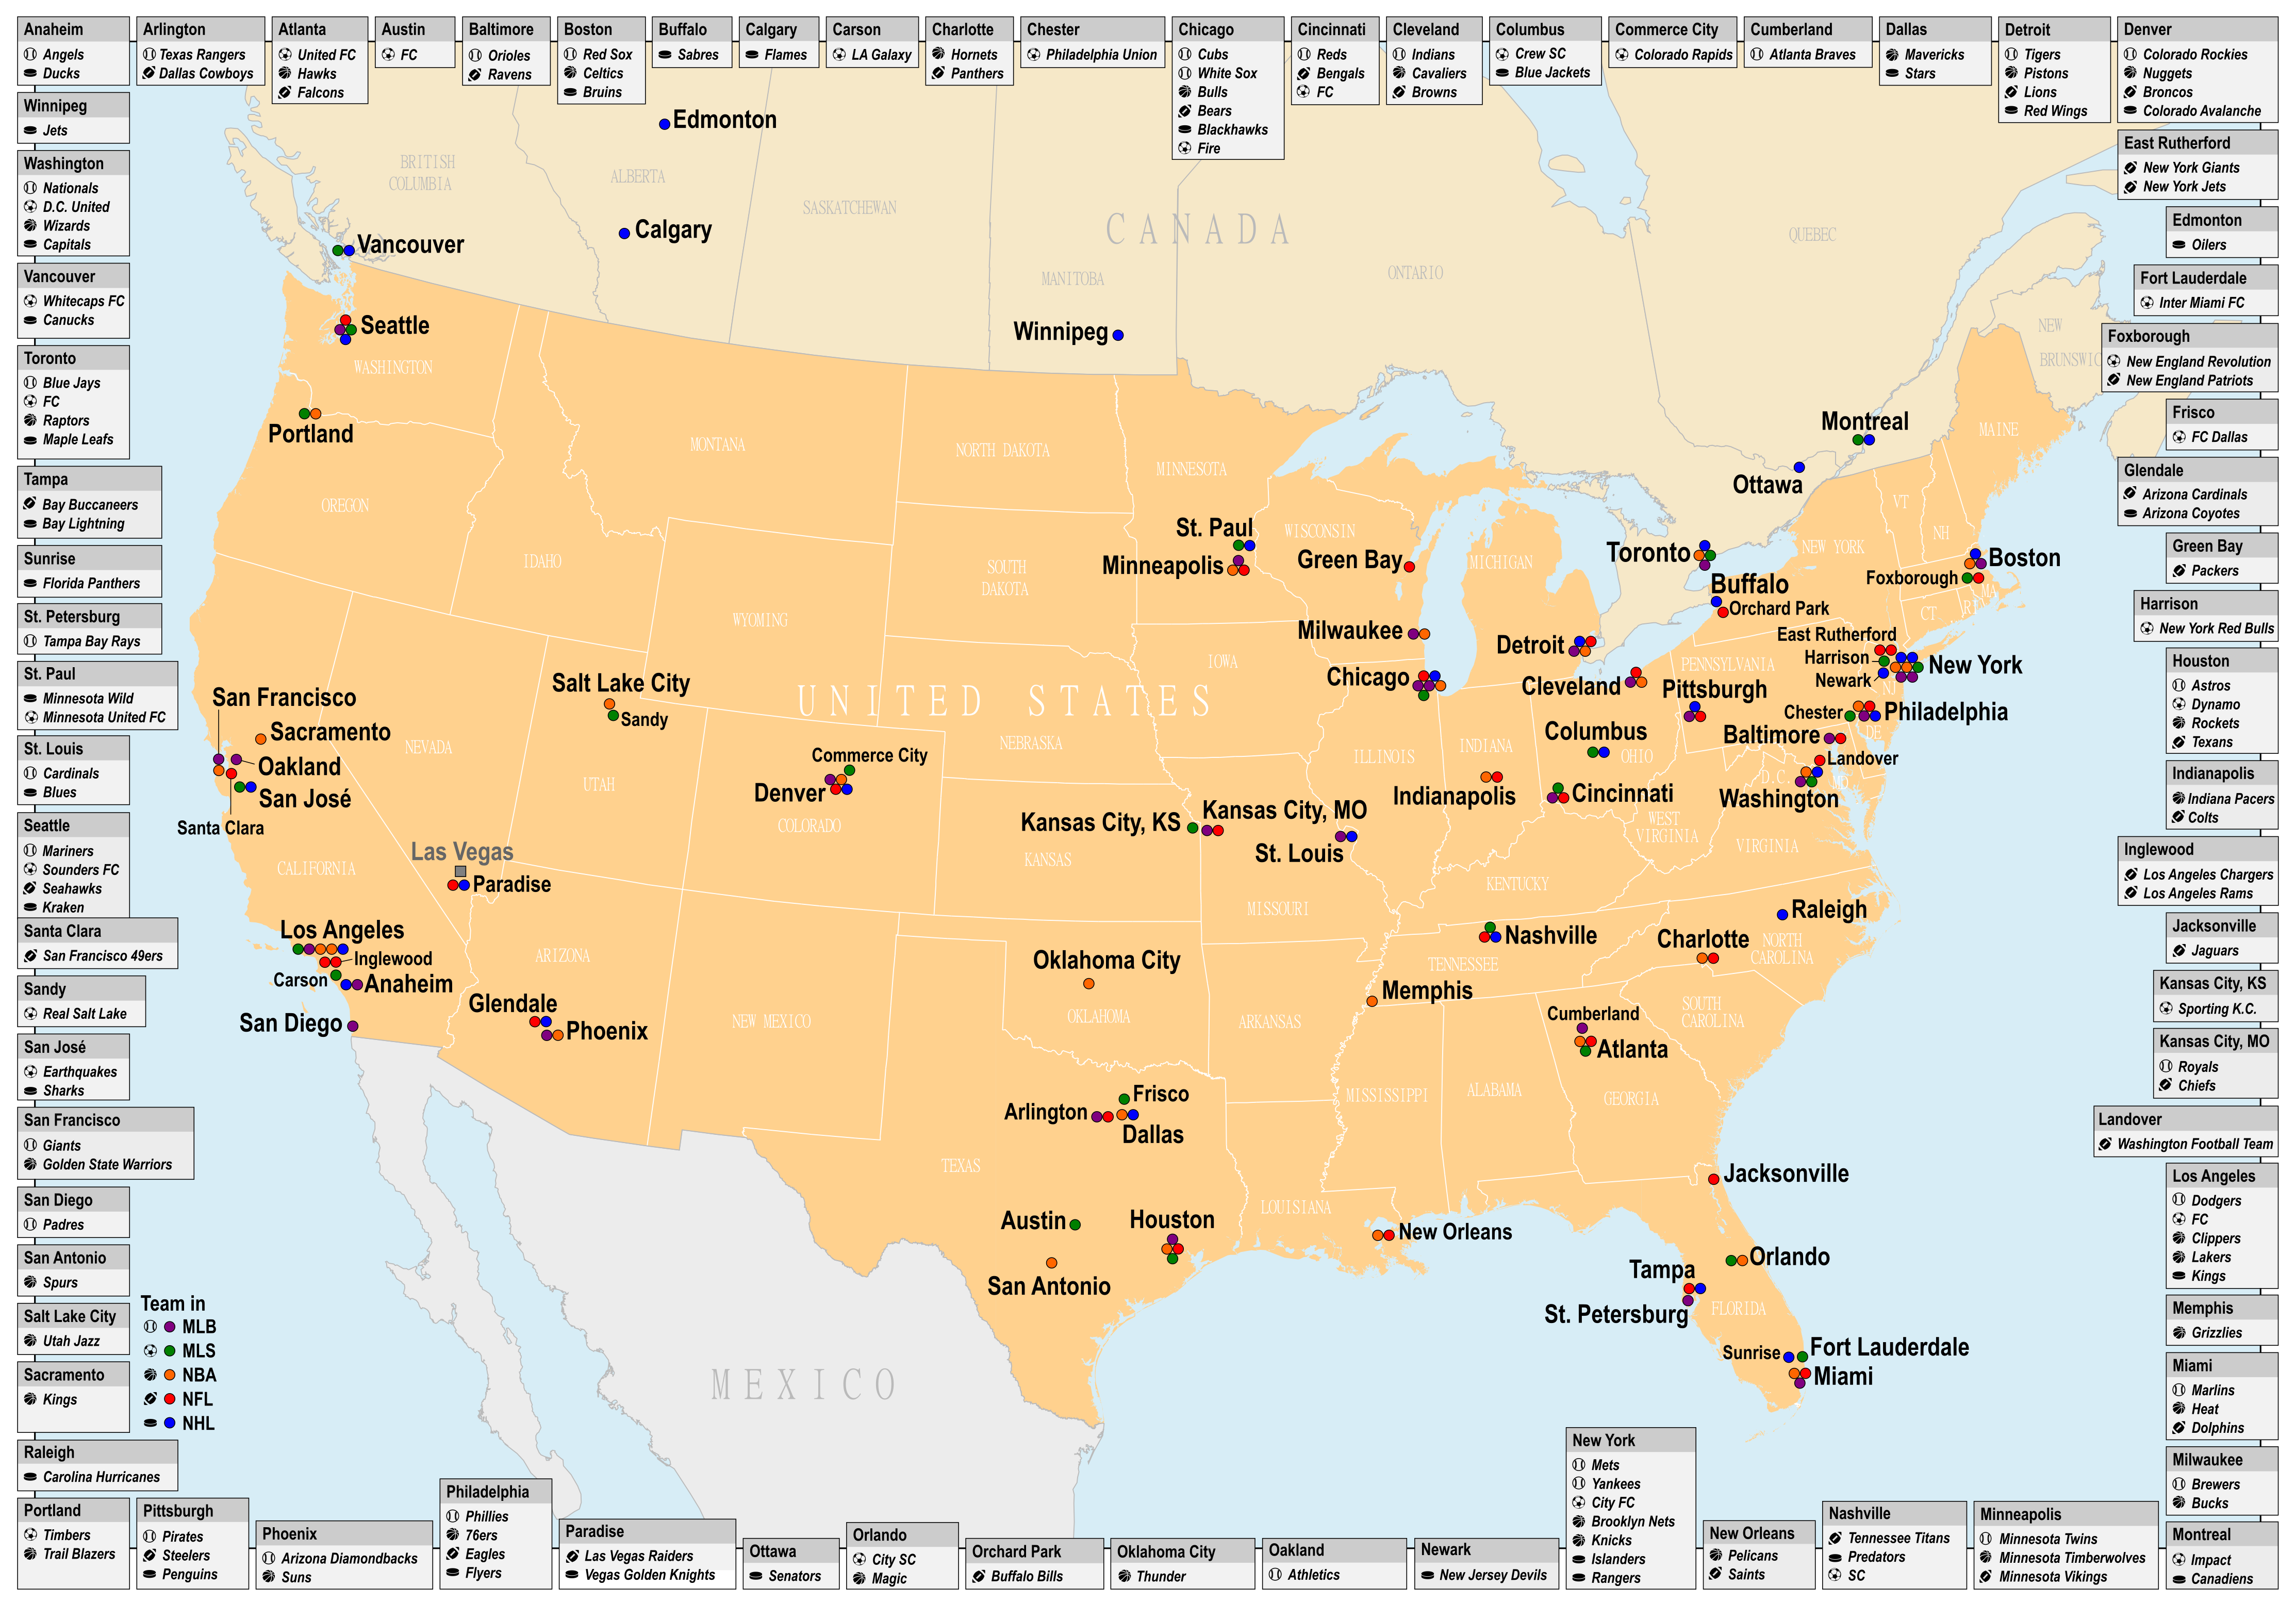 Anaheim
Angels
Ducks
Arlington
Texas Rangers
Dallas Cowboys
Atlanta
United FC
Hawks
Falcons
Austin
FC
Baltimore
Orioles
Ravens
Boston
Red Sox
Celtics
Bruins
Buffalo
Sabres
Calgary
Flames
Carson
LA Galaxy
Charlotte
Hornets
Panthers
Chester
Philadelphia Union
Chicago
Cubs
White Sox
Bulls
Bears
Blackhawks
Fire
Cincinnati
Reds
Bengals
FC
Cleveland
Indians
Cavaliers
Browns
Columbus
Crew SC
Blue Jackets
Commerce City
Colorado Rapids
Cumberland
Atlanta Braves
Dallas
Mavericks
Stars
Detroit
Tigers
Pistons
Lions
Red Wings
Denver
Colorado Rockies
Nuggets
Broncos
Colorado Avalanche
East Rutherford
New York Giants
New York Jets
Edmonton
Oilers
Fort Lauderdale
Inter Miami FC
Foxborough
New England Revolution
New England Patriots
Frisco
FC Dallas
Glendale
Arizona Cardinals
Arizona Coyotes
Green Bay
Packers
Harrison
New York Red Bulls
Houston
Astros
Dynamo
Rockets
Texans
Indianapolis
Indiana Pacers
Colts
Inglewood
Los Angeles Chargers
Los Angeles Rams
Jacksonville
Jaguars
Kansas City, KS
Sporting K.C.
Kansas City, MO
Royals
Chiefs
Landover
Washington Football Team
Los Angeles
Dodgers
FC
Clippers
Lakers
Kings
Memphis
Grizzlies
Miami
Marlins
Heat
Dolphins
Milwaukee
Brewers
Bucks
Montreal
Impact
Canadiens
Minneapolis
Minnesota Twins
Minnesota Timberwolves
Minnesota Vikings
Nashville
Tennessee Titans
Predators
SC
New Orleans
Pelicans
Saints
New York
Mets
Yankees
City FC
Brooklyn Nets
Knicks
Islanders
Rangers
Newark
New Jersey Devils
Oakland
Athletics
Oklahoma City
Thunder
Orchard Park
Buffalo Bills
Orlando
City SC
Magic
Ottawa
Senators
Paradise
Las Vegas Raiders
Vegas Golden Knights
Philadelphia
Phillies
76ers
Eagles
Flyers
Phoenix
Arizona Diamondbacks
Suns
Pittsburgh
Pirates
Steelers
Penguins
Portland
Timbers
Trail Blazers
Raleigh
Carolina Hurricanes
Sacramento
Kings
Salt Lake City
Utah Jazz
San Antonio
Spurs
San Diego
Padres
San Francisco
Giants
Golden State Warriors
San José
Earthquakes
Sharks
Sandy
Real Salt Lake
Santa Clara
San Francisco 49ers
Seattle
Mariners
Sounders FC
Seahawks
Kraken
St. Louis
Cardinals
Blues
St. Paul
Minnesota Wild
Minnesota United FC
St. Petersburg
Tampa Bay Rays
Sunrise
Florida Panthers
Tampa
Bay Buccaneers
Bay Lightning
Toronto
Blue Jays
FC
Raptors
Maple Leafs
Vancouver
Whitecaps FC
Canucks
Washington
Nationals
D.C. United
Wizards
Capitals
Winnipeg
Jets
Team in
MLB
MLS
NBA
NFL
NHL
CANADA
UNITED STATES
MEXICO
BRITISH
COLUMBIA
ALBERTA
SASKATCHEWAN
MANITOBA
ONTARIO
QUEBEC
NEW
BRUNSWIC
WASHINGTON
OREGON
IDAHO
MONTANA
NORTH DAKOTA
SOUTH
DAKOTA
MINNESOTA
WISCONSIN
MICHIGAN
WYOMING
NEVADA
UTAH
COLORADO
CALIFORNIA
ARIZONA
NEW MEXICO
NEBRASKA
KANSAS
OKLAHOMA
TEXAS
IOWA
MISSOURI
ARKANSAS
LOUISIANA
ILLINOIS
INDIANA
OHIO
KENTUCKY
TENNESSEE
MISSISSIPPI
ALABAMA
GEORGIA
FLORIDA
SOUTH
CAROLINA
NORTH
CAROLINA
VIRGINIA
WEST
VIRGINIA
PENNSYLVANIA
NEW YORK
MAINE
VT
NH
MA
CT
RI
NJ
DE
MD
D.C.
Edmonton
Calgary
Vancouver
Winnipeg
Seattle
Portland
Montreal
Ottawa
Toronto
Buffalo
Orchard Park
Boston
Foxborough
East Rutherford
Harrison
Newark
New York
Chester
Philadelphia
Baltimore
Landover
Washington
St. Paul
Minneapolis
Green Bay
Milwaukee
Chicago
Detroit
Cleveland
Pittsburgh
Columbus
Cincinnati
Indianapolis
Salt Lake City
Sandy
San Francisco
Sacramento
Oakland
San José
Santa Clara
Commerce City
Denver
Kansas City, KS
Kansas City, MO
St. Louis
Las Vegas
Paradise
Los Angeles
Inglewood
Carson
Anaheim
San Diego
Glendale
Phoenix
Oklahoma City
Memphis
Nashville
Raleigh
Charlotte
Cumberland
Atlanta
Frisco
Arlington
Dallas
Austin
Houston
San Antonio
New Orleans
Jacksonville
Orlando
Tampa
St. Petersburg
Sunrise
Fort Lauderdale
Miami